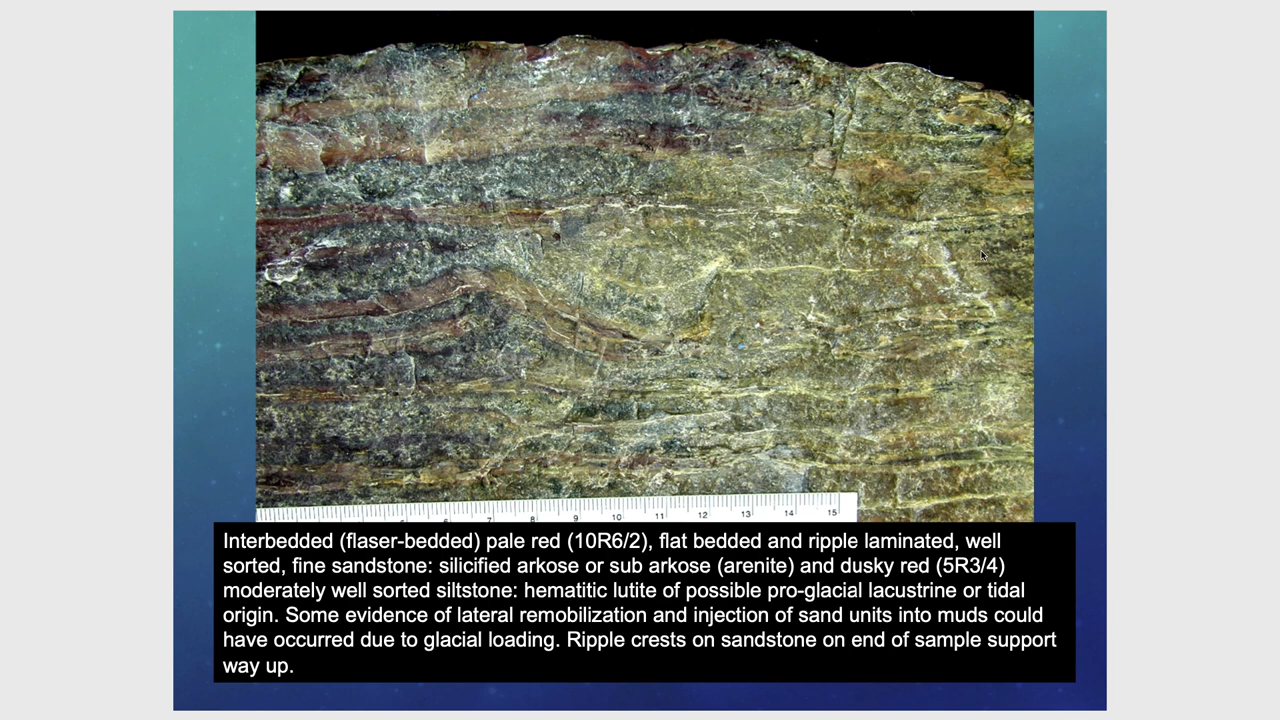 5 6 7 8 9 10 11 12 13 14 15
Interbedded (flaser-bedded) pale red (10R6/2), flat bedded and ripple laminated, well
sorted, fine sandstone: silicified arkose or sub arkose (arenite) and dusky red (5R3/4)
moderately well sorted siltstone: hematitic lutite of possible pro-glacial lacustrine or tidal
origin. Some evidence of lateral remobilization and injection of sand units into muds could
have occurred due to glacial loading. Ripple crests on sandstone on end of sample support
way up.